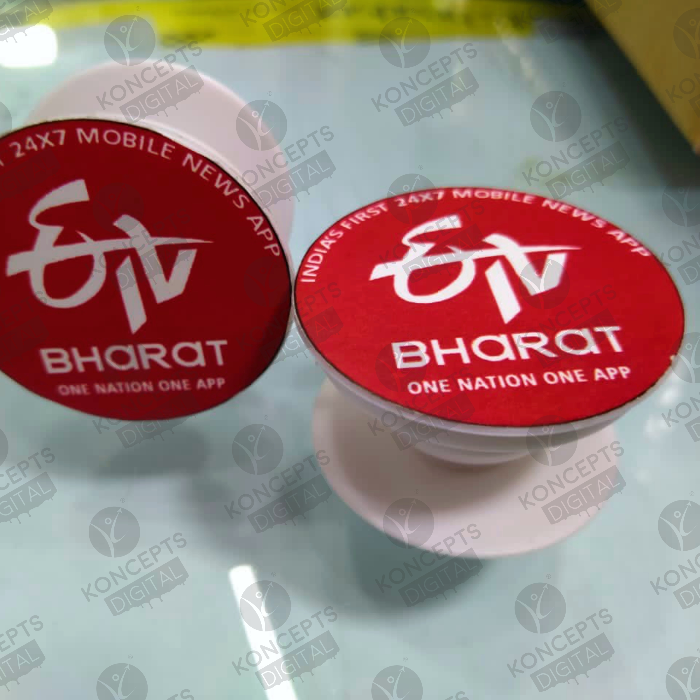 24X7 MOBILE NEWS APP
ETV
BHARAT
ONE NATION ONE APP
INDIA'S FIRST 24X7 MOBILE NEWS APP
ETV
BHARAT
ONE NATION ONE APP
KONCEPTS
DIGITAL